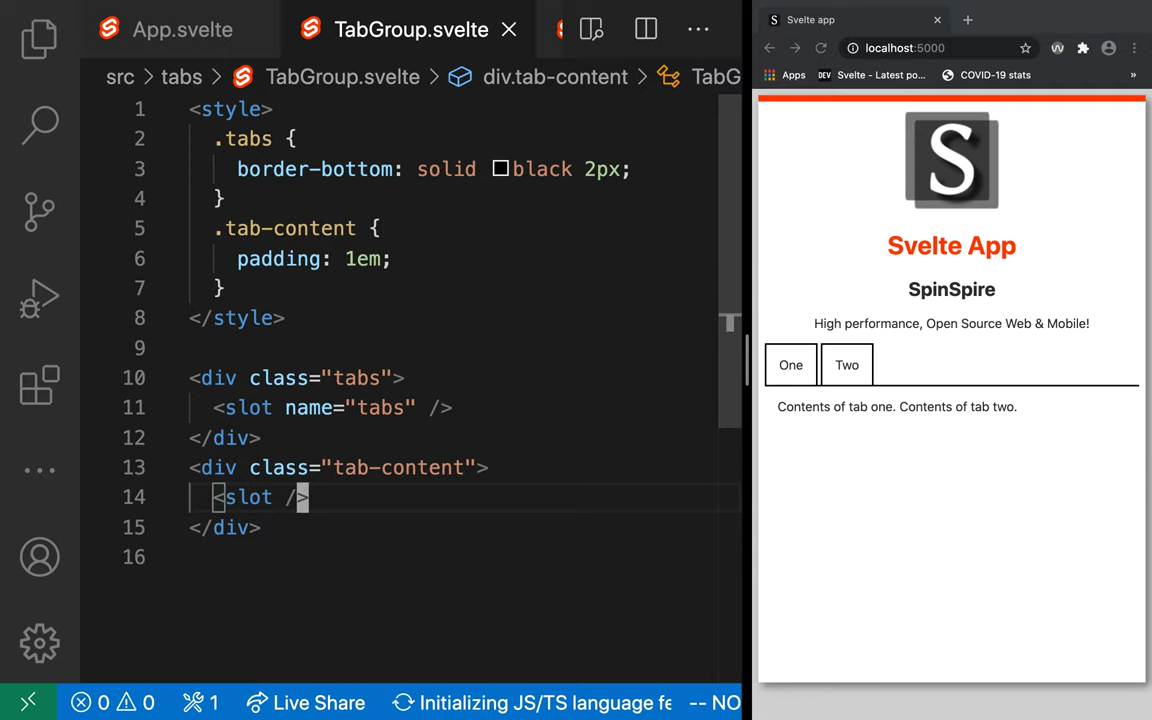 App.svelte
TabGroup.svelte
src > tabs > TabGroup.svelte > div.tab-content > TabG
1 <style>
2 .tabs {
3 border-bottom: solid black 2px;
4 }
5 .tab-content {
6 padding: 1em;
7 }
8 </style>
9
10 <div class="tabs">
11 <slot name="tabs" />
12 </div>
13 <div class="tab-content">
14 <slot />
15 </div>
16
0 0 1 Live Share Initializing JS/TS language fe -- NO
Svelte app
localhost:5000
Apps DEV Svelte - Latest po... COVID-19 stats »
S
Svelte App
SpinSpire
High performance, Open Source Web & Mobile!
One Two
Contents of tab one. Contents of tab two.